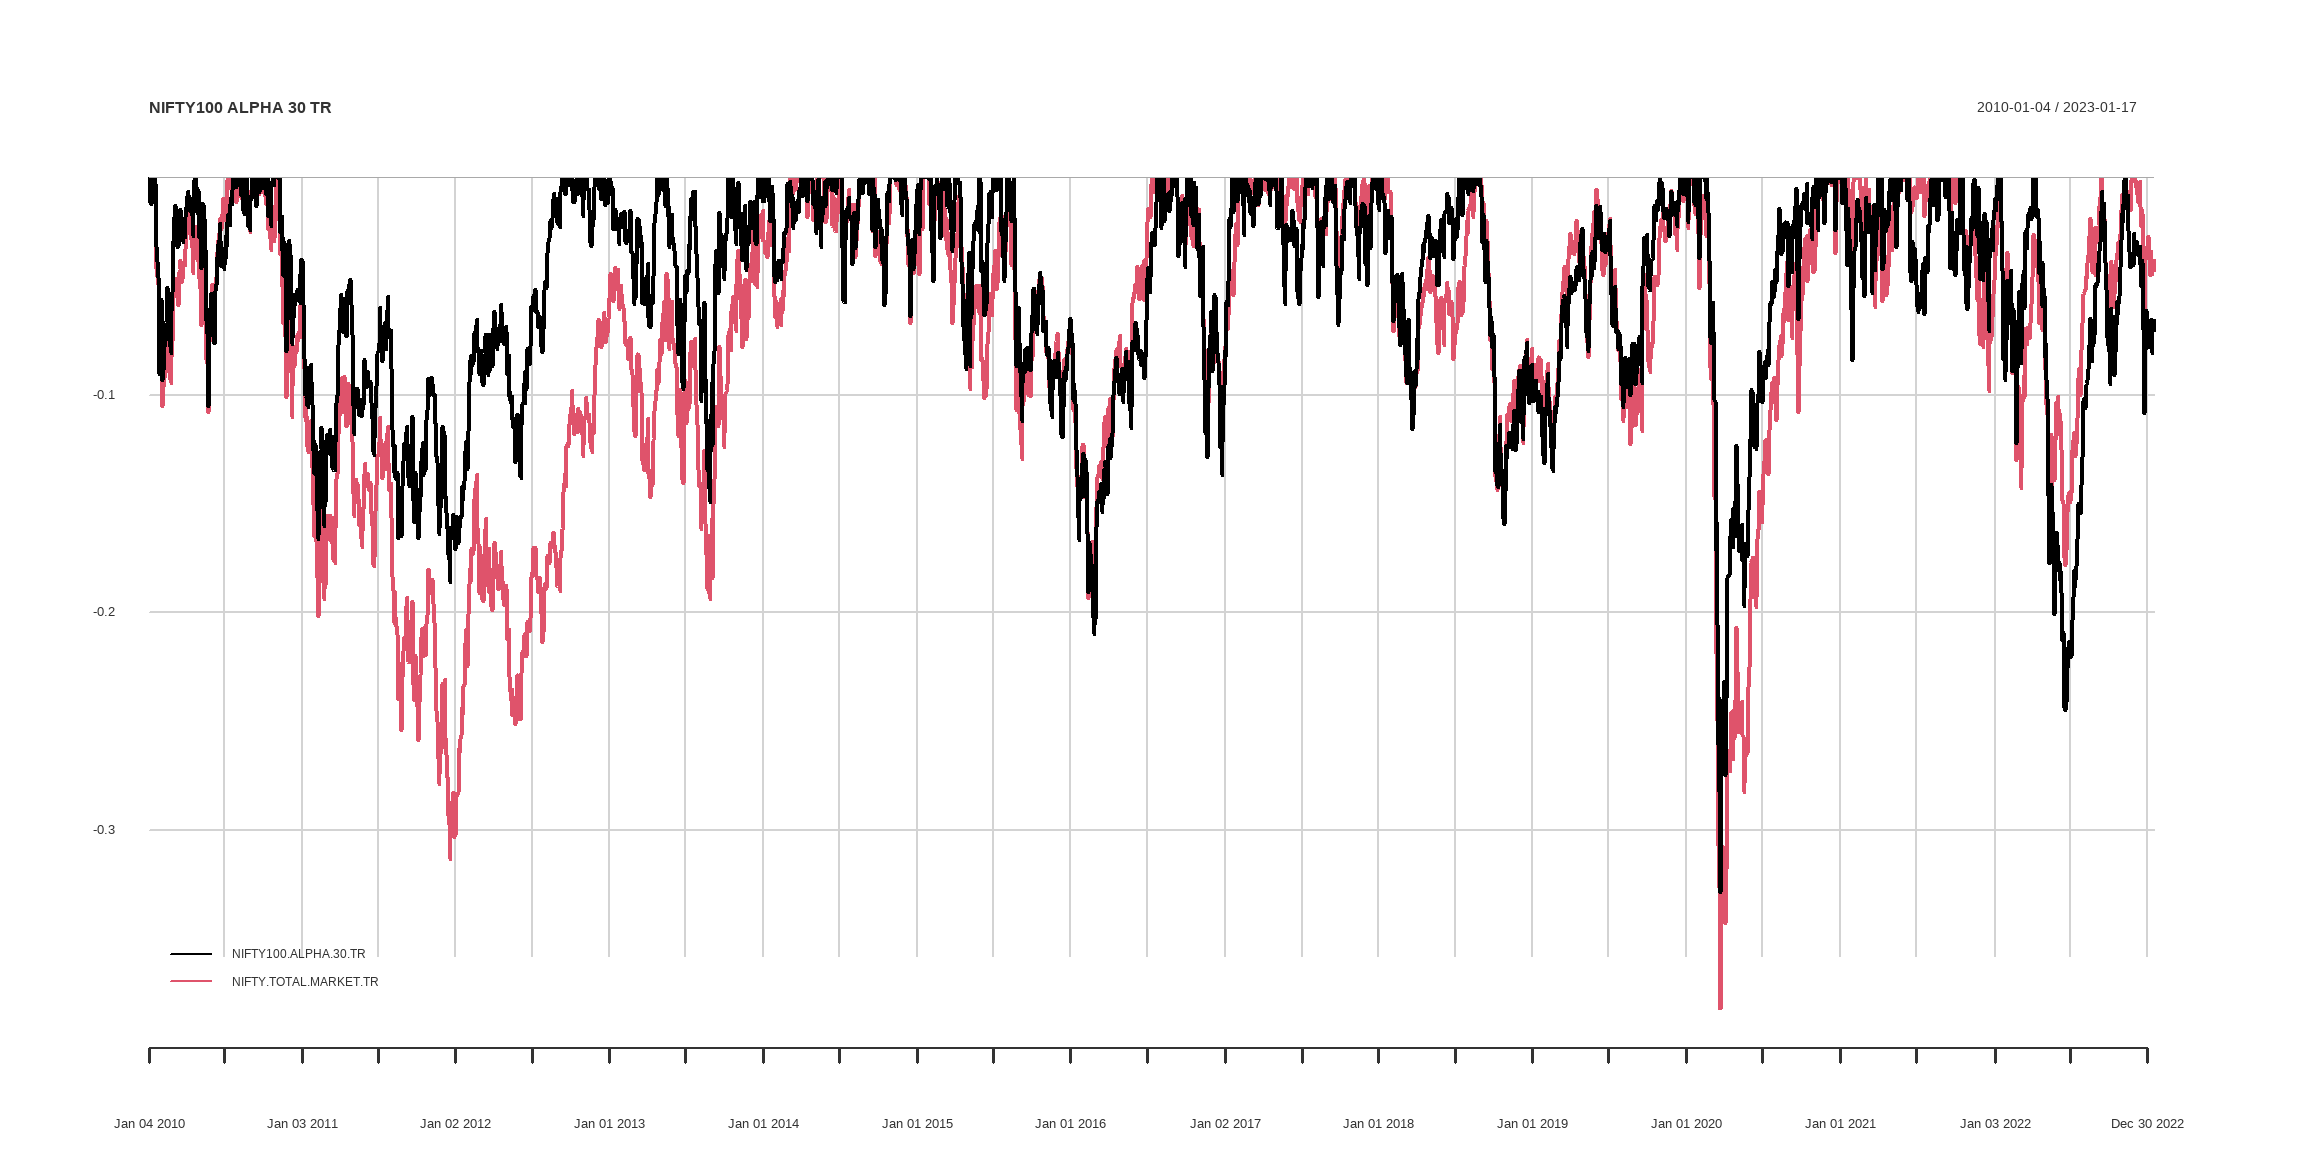 NIFTY100 ALPHA 30 TR
2010-01-04 / 2023-01-17
-0.1
-0.2
-0.3
NIFTY100.ALPHA.30.TR
NIFTY.TOTAL.MARKET.TR
Jan 04 2010 Jan 03 2011 Jan 02 2012 Jan 01 2013 Jan 01 2014 Jan 01 2015 Jan 01 2016 Jan 02 2017 Jan 01 2018 Jan 01 2019 Jan 01 2020 Jan 01 2021 Jan 03 2022 Dec 30 2022